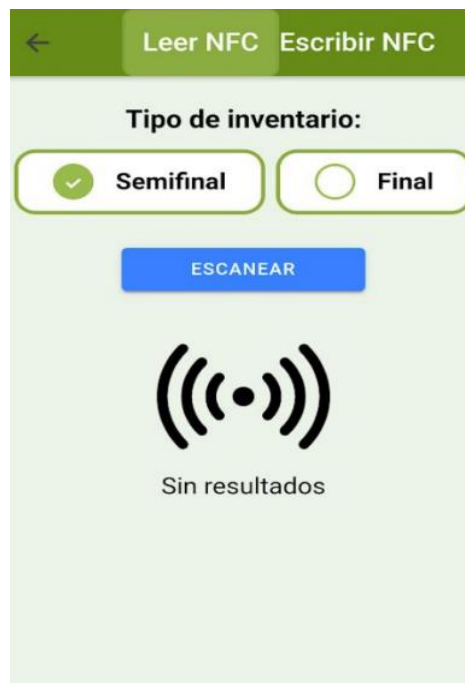 Leer NFC Escribir NFC
Tipo de inventario:
Semifinal Final
ESCANEAR
Sin resultados